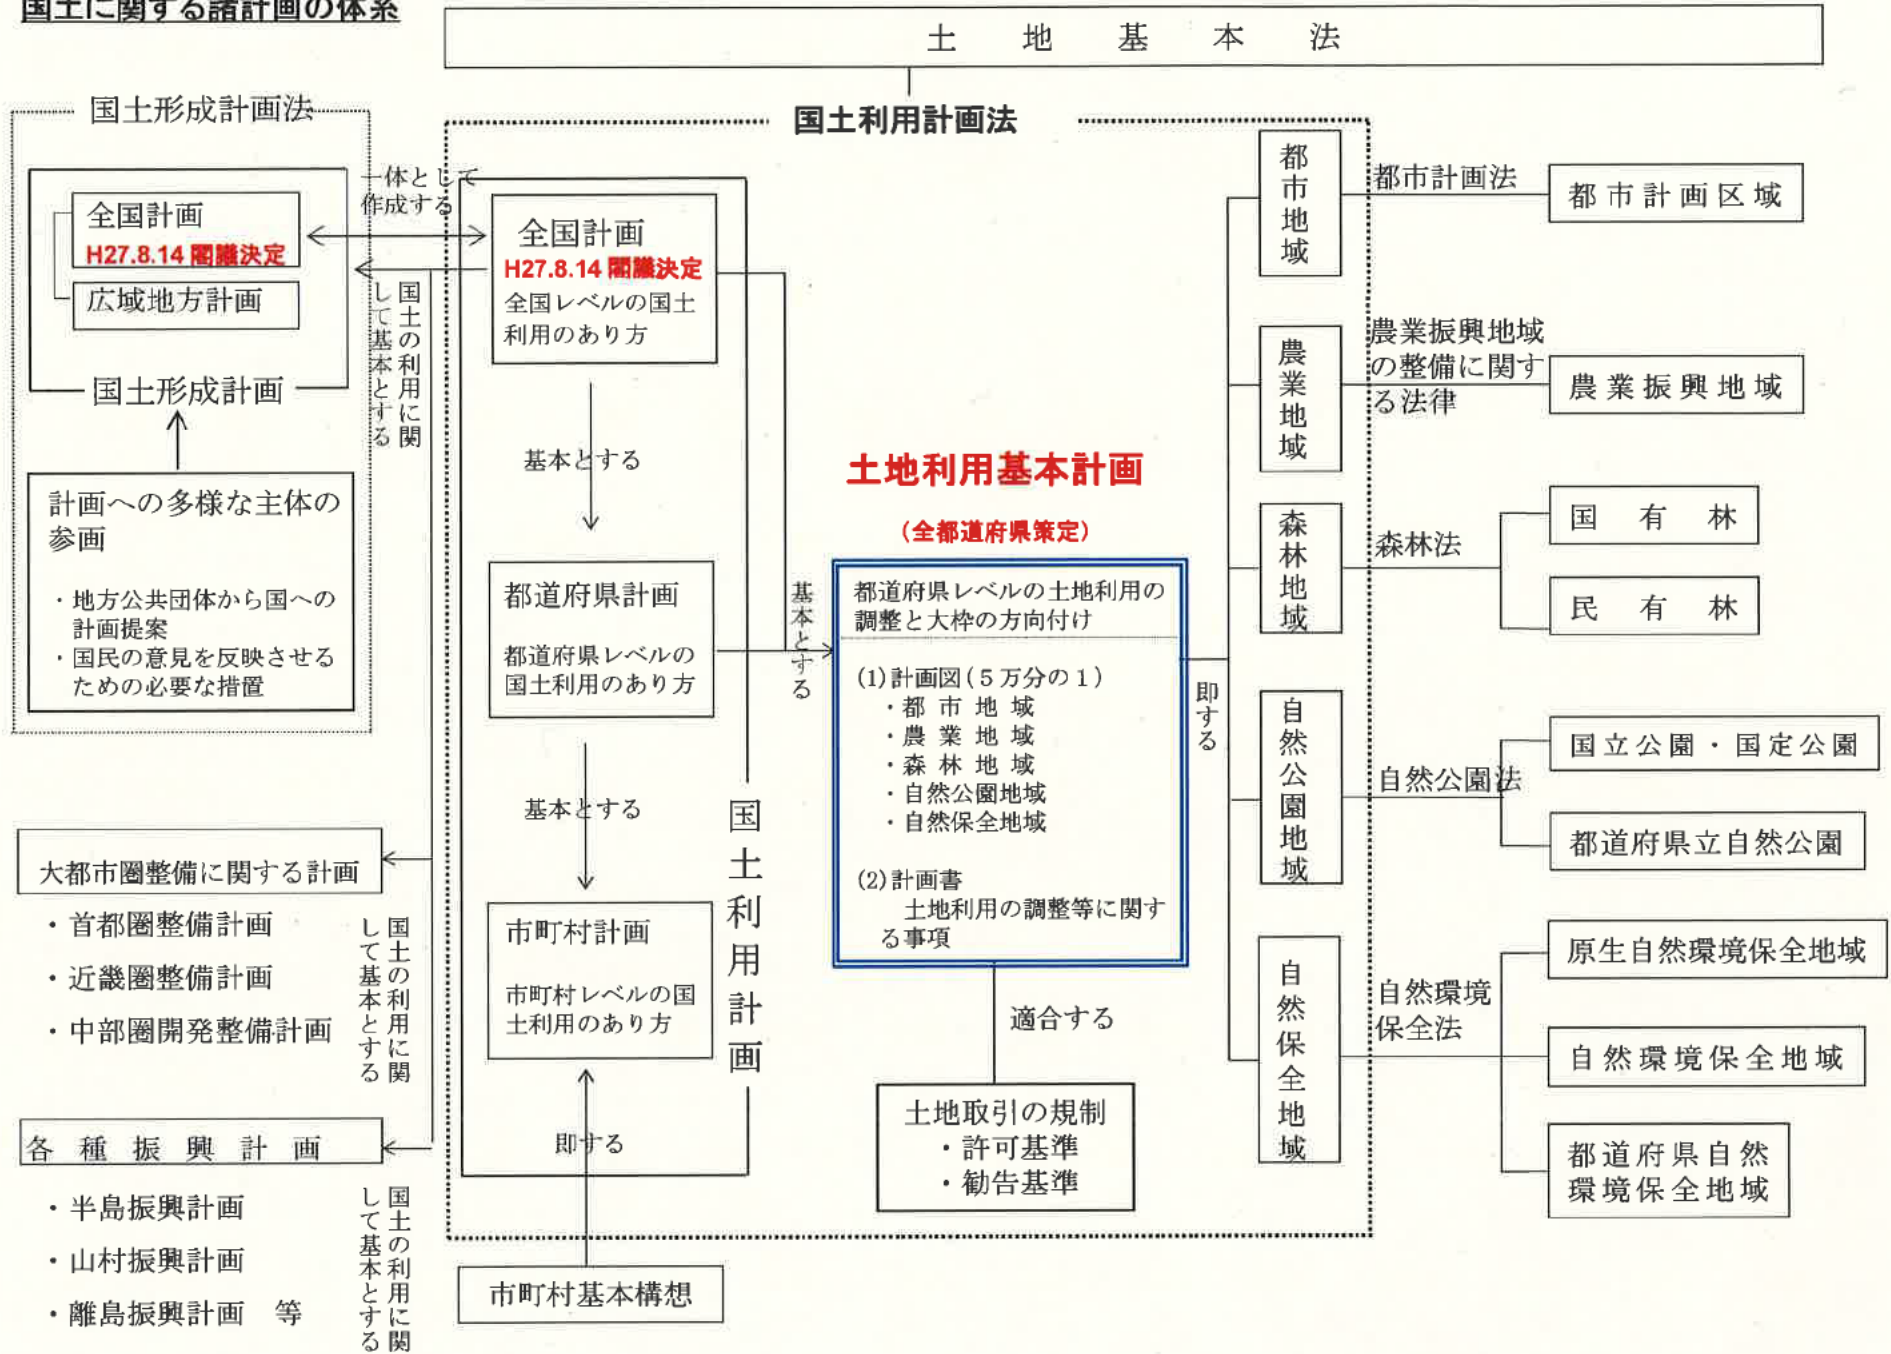 国土に関する諸計画の体系
土地基本法
国土形成計画法
全国計画
H27.8.14 閣議決定
広域地方計画
国土形成計画
計画への多様な主体の
参画
・地方公共団体から国への
計画提案
・国民の意見を反映させる
ための必要な措置
一体として
作成する
国土の利用に関
して基本とする
大都市圏整備に関する計画
・首都圏整備計画
・近畿圏整備計画
・中部圏開発整備計画
国土の利用に関
して基本とする
各種振興計画
・半島振興計画
・山村振興計画
・離島振興計画 等
国土の利用に関
して基本とする
国土利用計画法
全国計画
H27.8.14 閣議決定
全国レベルの国土
利用のあり方
基本とする
都道府県計画
都道府県レベルの
国土利用のあり方
基本とする
市町村計画
市町村レベルの国
土利用のあり方
即する
市町村基本構想
国土利用計画
基本とする
土地利用基本計画
(全都道府県策定)
都道府県レベルの土地利用の
調整と大枠の方向付け
(1)計画図(5万分の1)
・都市地域
・農業地域
・森林地域
・自然公園地域
・自然保全地域
(2)計画書
土地利用の調整等に関す
る事項
適合する
土地取引の規制
・許可基準
・勧告基準
即する
都市地域
都市計画法
都市計画区域
農業地域
農業振興地域
の整備に関す
る法律
農業振興地域
森林地域
森林法
国有林
民有林
自然公園地域
自然公園法
国立公園・国定公園
都道府県立自然公園
自然保全地域
自然環境
保全法
原生自然環境保全地域
自然環境保全地域
都道府県自然
環境保全地域